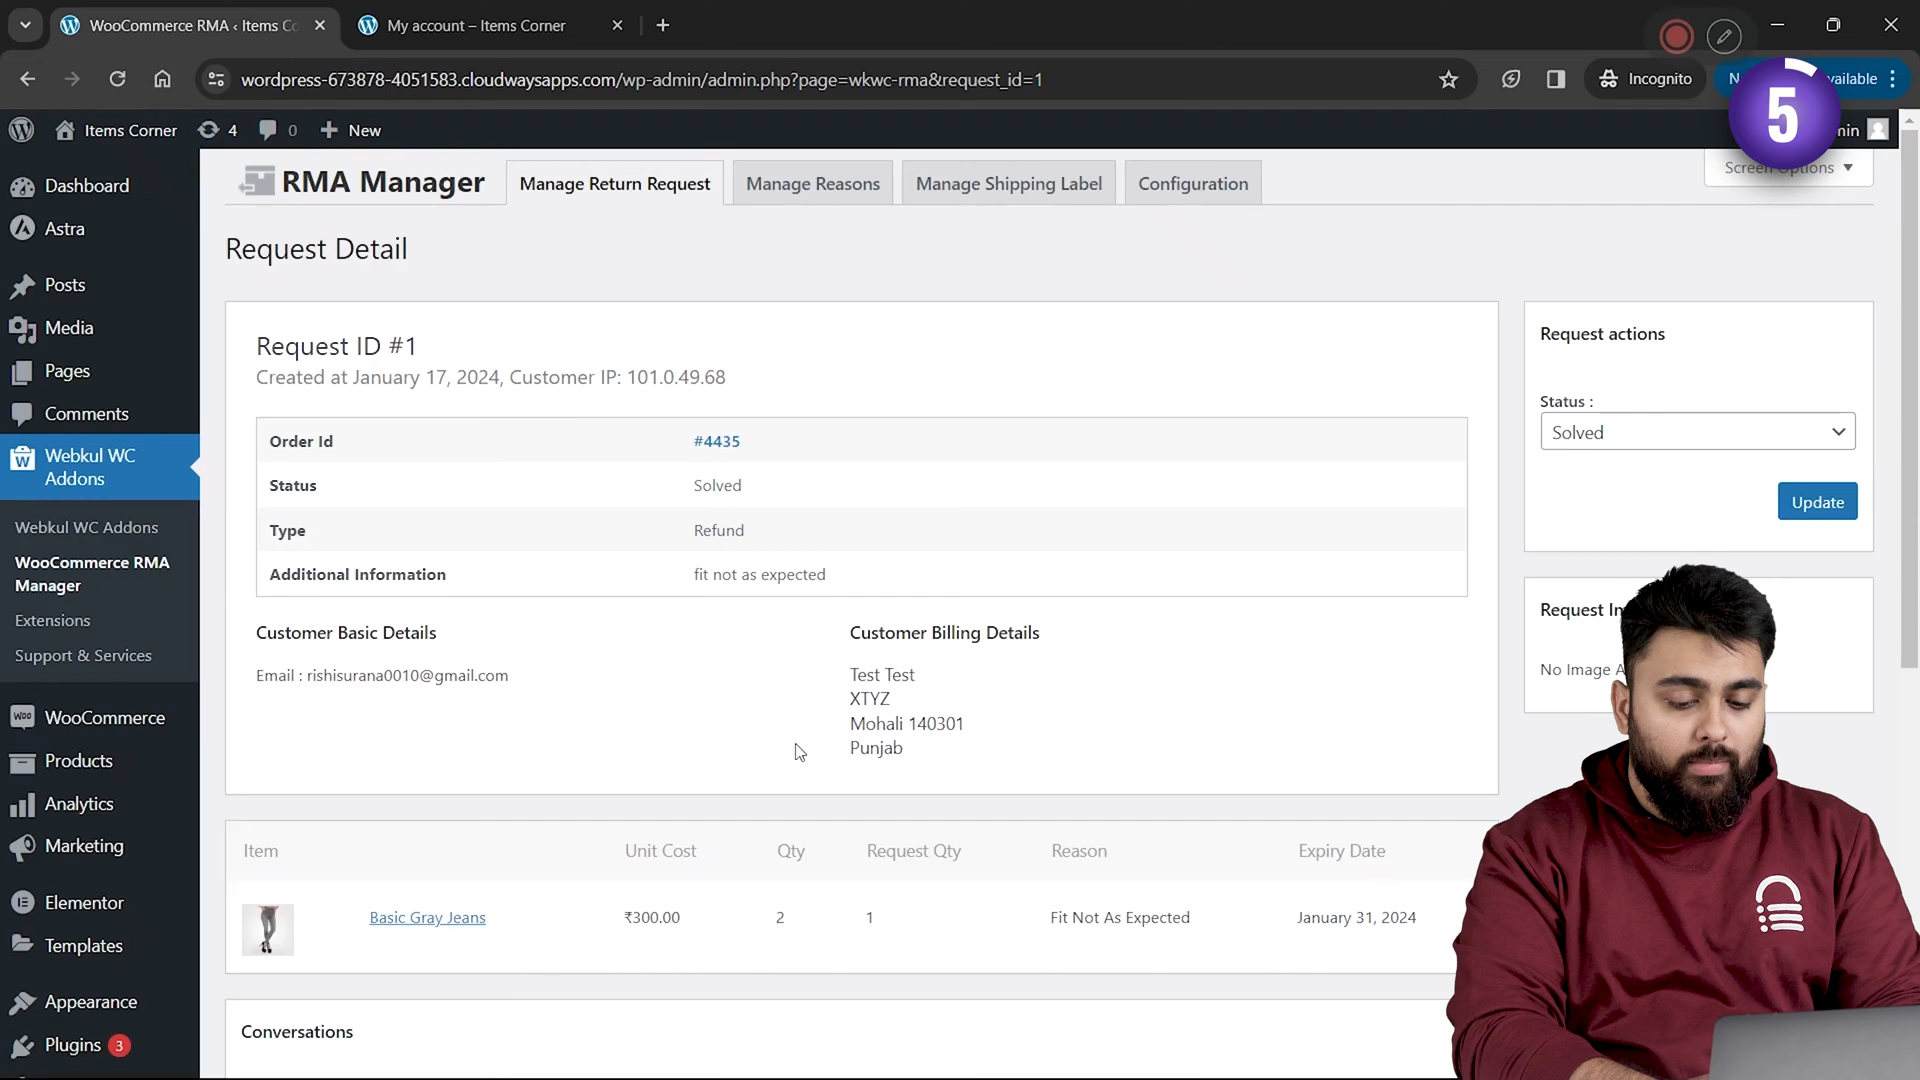 WooCommerce RMA ‹ Items Co
My account – Items Corner
wordpress-673878-4051583.cloudwaysapps.com/wp-admin/admin.php?page=wkwc-rma&request_id=1
Incognito
vailable
5
Items Corner
4
0
New
min
Dashboard
Astra
Posts
Media
Pages
Comments
Webkul WC
Addons
Webkul WC Addons
WooCommerce RMA
Manager
Extensions
Support & Services
WooCommerce
Products
Analytics
Marketing
Elementor
Templates
Appearance
Plugins 3
RMA Manager
Manage Return Request
Manage Reasons
Manage Shipping Label
Configuration
Screen Options
Request Detail
Request ID #1
Created at January 17, 2024, Customer IP: 101.0.49.68
Order Id #4435
Status Solved
Type Refund
Additional Information fit not as expected
Customer Basic Details
Email : rishisurana0010@gmail.com
Customer Billing Details
Test Test
XTYZ
Mohali 140301
Punjab
Request actions
Status :
Solved
Update
Request
No Image
Item Unit Cost Qty Request Qty Reason Expiry Date
Basic Gray Jeans ₹300.00 2 1 Fit Not As Expected January 31, 2024
Conversations